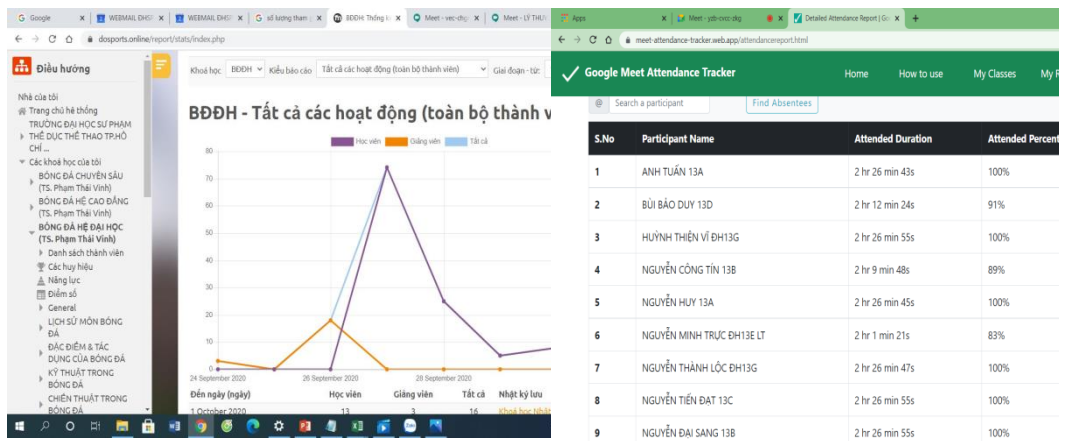 Google
WEBMAIL ĐHSP
WEBMAIL ĐHSP
số lượng tham
BĐĐH: Thống
Meet - vec-
Meet - LÝ THU
dosports.online/report/stats/index.php
Điều hướng
Nhà của tôi
Trang chủ hệ thống
TRƯỜNG ĐẠI HỌC SƯ PHẠM
THỂ DỤC THỂ THAO TP.HỒ
CHÍ ...
Các khoá học của tôi
BÓNG ĐÁ CHUYÊN SÂU
(TS. Phạm Thái Vinh)
BÓNG ĐÁ HỆ CAO ĐẲNG
(TS. Phạm Thái Vinh)
BÓNG ĐÁ HỆ ĐẠI HỌC
(TS. Phạm Thái Vinh)
Danh sách thành viên
Các huy hiệu
Năng lực
Điểm số
General
LỊCH SỬ MÔN BÓNG
ĐÁ
ĐẶC ĐIỂM & TÁC
DỤNG CỦA BÓNG ĐÁ
KỸ THUẬT TRONG
BÓNG ĐÁ
CHIẾN THUẬT TRONG
BÓNG ĐÁ
Khoá học BĐĐH Kiểu báo cáo Tất cả các hoạt động (toàn bộ thành viên) Giai đoạn - từ:
BĐĐH - Tất cả các hoạt động (toàn bộ thành v
Học viên Giảng viên Tất cả
80
70
60
50
40
30
20
10
0
24 September 2020 26 September 2020 28 September 2020
Đến ngày (ngày) Học viên Giảng viên Tất cả Nhật ký lưu
1 October 2020 13 3 16 Khoá học Nhậ
Apps
Meet - yzb-cvcc-zkg
Detailed Attendance Report | Go
meet-attendance-tracker.web.app/attendancereport.html
Google Meet Attendance Tracker Home How to use My Classes My R
@ Search a participant Find Absentees
S.No Participant Name Attended Duration Attended Percent
1 ANH TUẤN 13A 2 hr 26 min 43s 100%
2 BÙI BẢO DUY 13D 2 hr 12 min 24s 91%
3 HUỲNH THIỆN VĨ ĐH13G 2 hr 26 min 55s 100%
4 NGUYỄN CÔNG TÍN 13B 2 hr 9 min 48s 89%
5 NGUYỄN HUY 13A 2 hr 26 min 45s 100%
6 NGUYỄN MINH TRỰC ĐH13E LT 2 hr 1 min 21s 83%
7 NGUYỄN THÀNH LỘC ĐH13G 2 hr 26 min 47s 100%
8 NGUYỄN TIẾN ĐẠT 13C 2 hr 26 min 55s 100%
9 NGUYỄN ĐẠI SANG 13B 2 hr 26 min 55s 100%